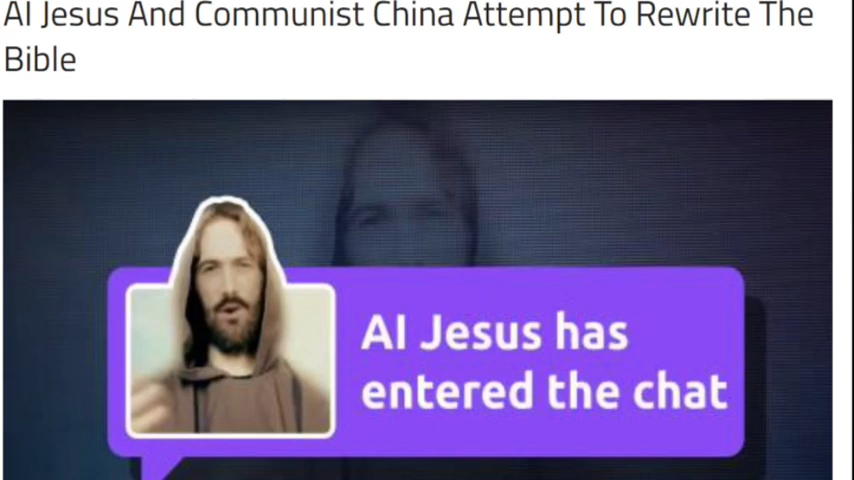 AI Jesus And Communist China Attempt To Rewrite The
Bible
AI Jesus has
entered the chat